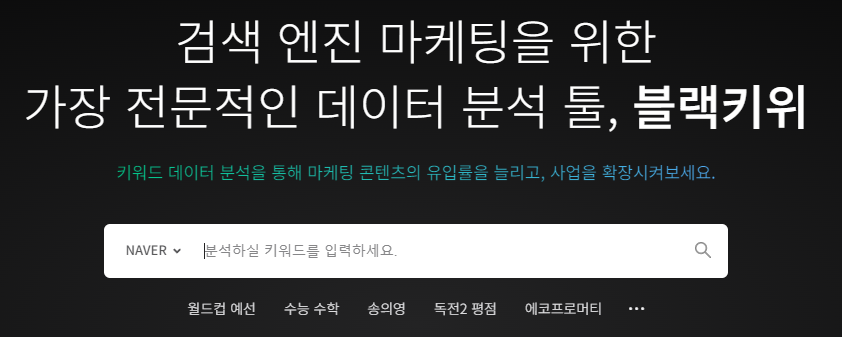 검색 엔진 마케팅을 위한
가장 전문적인 데이터 분석 툴, 블랙키위
키워드 데이터 분석을 통해 마케팅 콘텐츠의 유입률을 늘리고, 사업을 확장시켜보세요.
NAVER 분석하실 키워드를 입력하세요.
월드컵 예선 수능 수학 송의영 독전2 평점 에코프로머티 ···